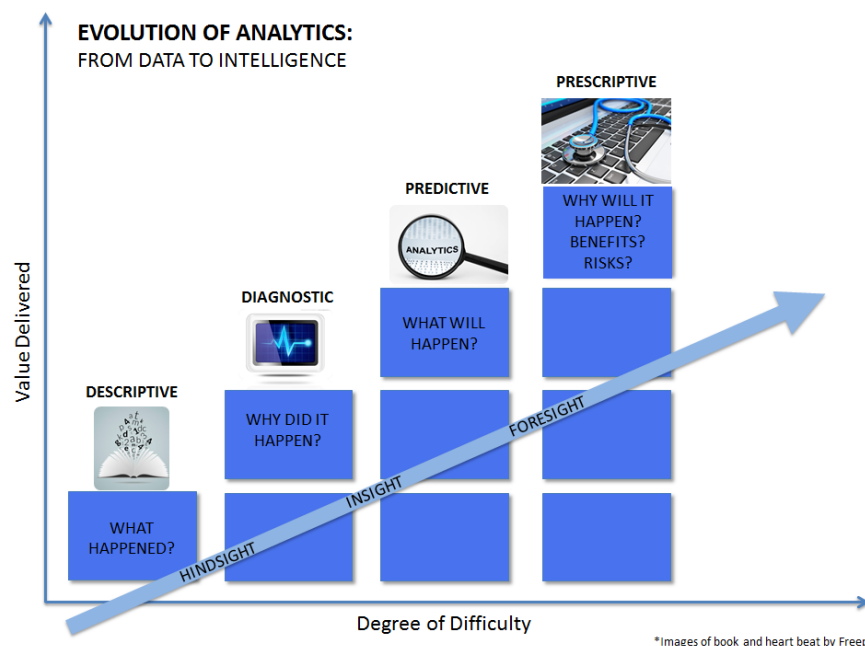 EVOLUTION OF ANALYTICS:
FROM DATA TO INTELLIGENCE
PRESCRIPTIVE
WHY WILL IT
HAPPEN?
BENEFITS?
RISKS?
PREDICTIVE
ANALYTICS
WHAT WILL
HAPPEN?
DIAGNOSTIC
WHY DID IT
HAPPEN?
DESCRIPTIVE
WHAT
HAPPENED?
HINDSIGHT
INSIGHT
FORESIGHT
Value Delivered
Degree of Difficulty
*Images of book and heart beat by Freep